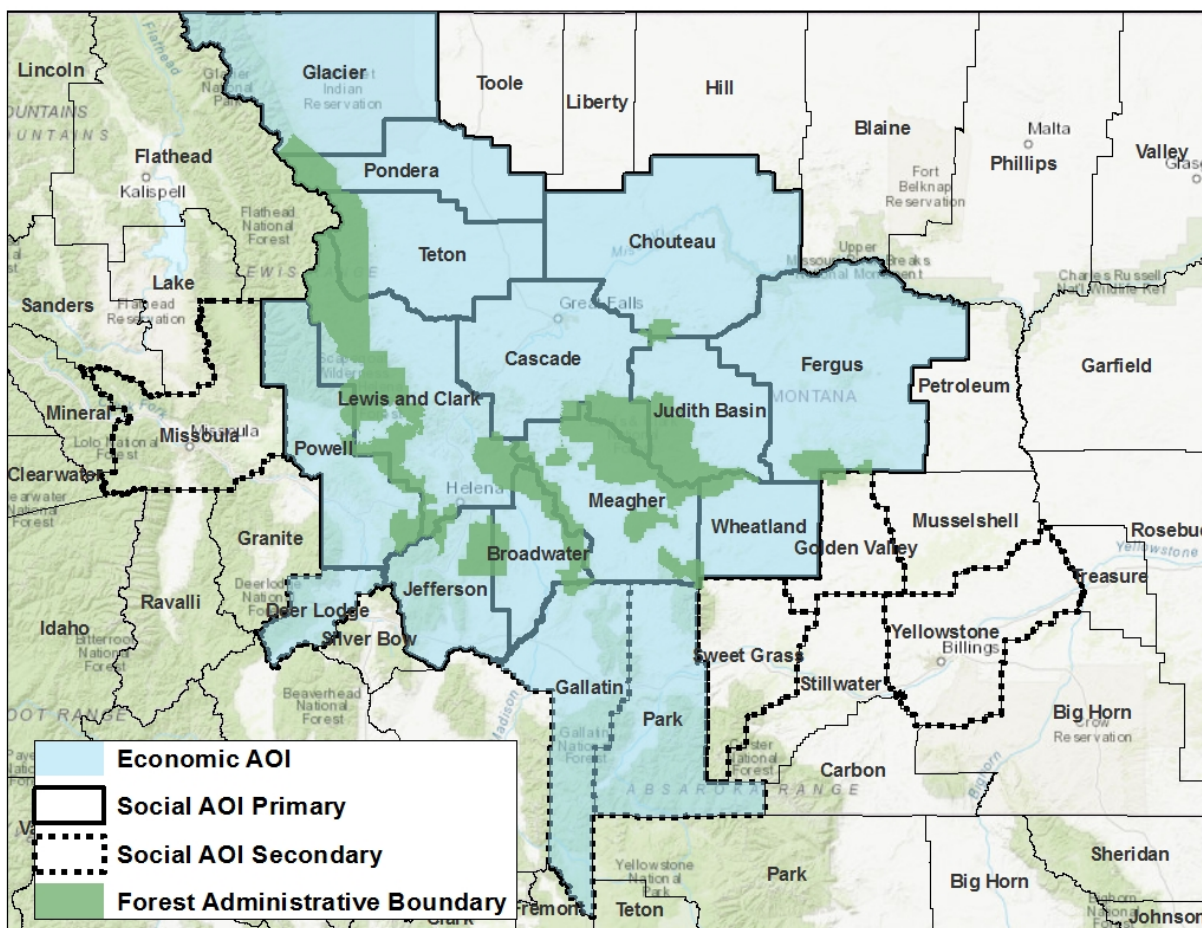 Lincoln
Flathead
Glacier
National
Park
Glacier
Indian
Reservation
Toole
Liberty
Hill
Blaine
Malta
Phillips
Valley
MOUNTAINS
Flathead
Kalispell
Pondera
Fort
Belknap
Reservation
Flathead
National
Forest
Teton
Chouteau
Upper
Missouri
Breaks
National Monument
Charles Russell
Lake
Sanders
Flathead
Reservation
Great Falls
Cascade
Fergus
MONTANA
Petroleum
Garfield
Lewis and Clark
Judith Basin
Mineral
Lolo National
Forest
Missoula
Missoula
Powell
Clearwater
Helena
Meagher
Wheatland
Musselshell
Golden Valley
Rosebud
Yellowstone
Treasure
Granite
Broadwater
Jefferson
Deer Lodge
Silver Bow
Ravalli
Idaho
Bitterroot
National
Forest
Yellowstone
Billings
Sweet Grass
Stillwater
Gallatin
Park
Beaverhead
National
Forest
Madison
Gallatin
National
Forest
Big Horn
Crow
Reservation
Bighorn
Custer
National
Forest
Carbon
ABSAROKA RANGE
Yellowstone
National
Park
Park
Big Horn
Sheridan
Fremont
Teton
Johnson
Economic AOI
Social AOI Primary
Social AOI Secondary
Forest Administrative Boundary